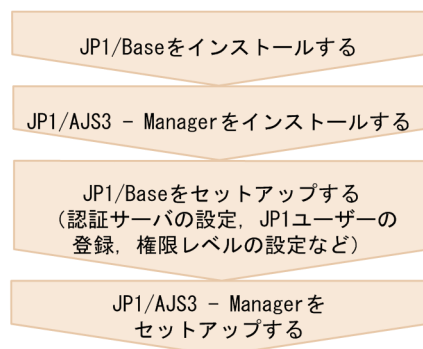 JP1/Baseをインストールする
JP1/AJS3 - Managerをインストールする
JP1/Baseをセットアップする
（認証サーバの設定，JP1ユーザーの
登録，権限レベルの設定など）
JP1/AJS3 - Managerを
セットアップする